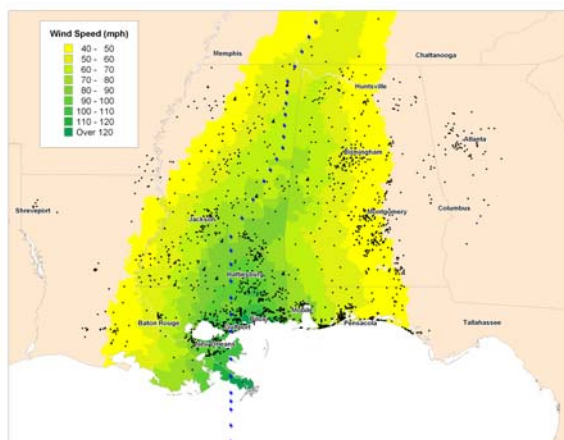 Wind Speed (mph)
40 - 50
50 - 60
60 - 70
70 - 80
80 - 90
90 - 100
100 - 110
110 - 120
Over 120
Memphis
Chattanooga
Huntsville
Atlanta
Birmingham
Shreveport
Jackson
Montgomery
Columbus
Hattiesburg
Mobile
Baton Rouge
Pensacola
Tallahassee
New Orleans